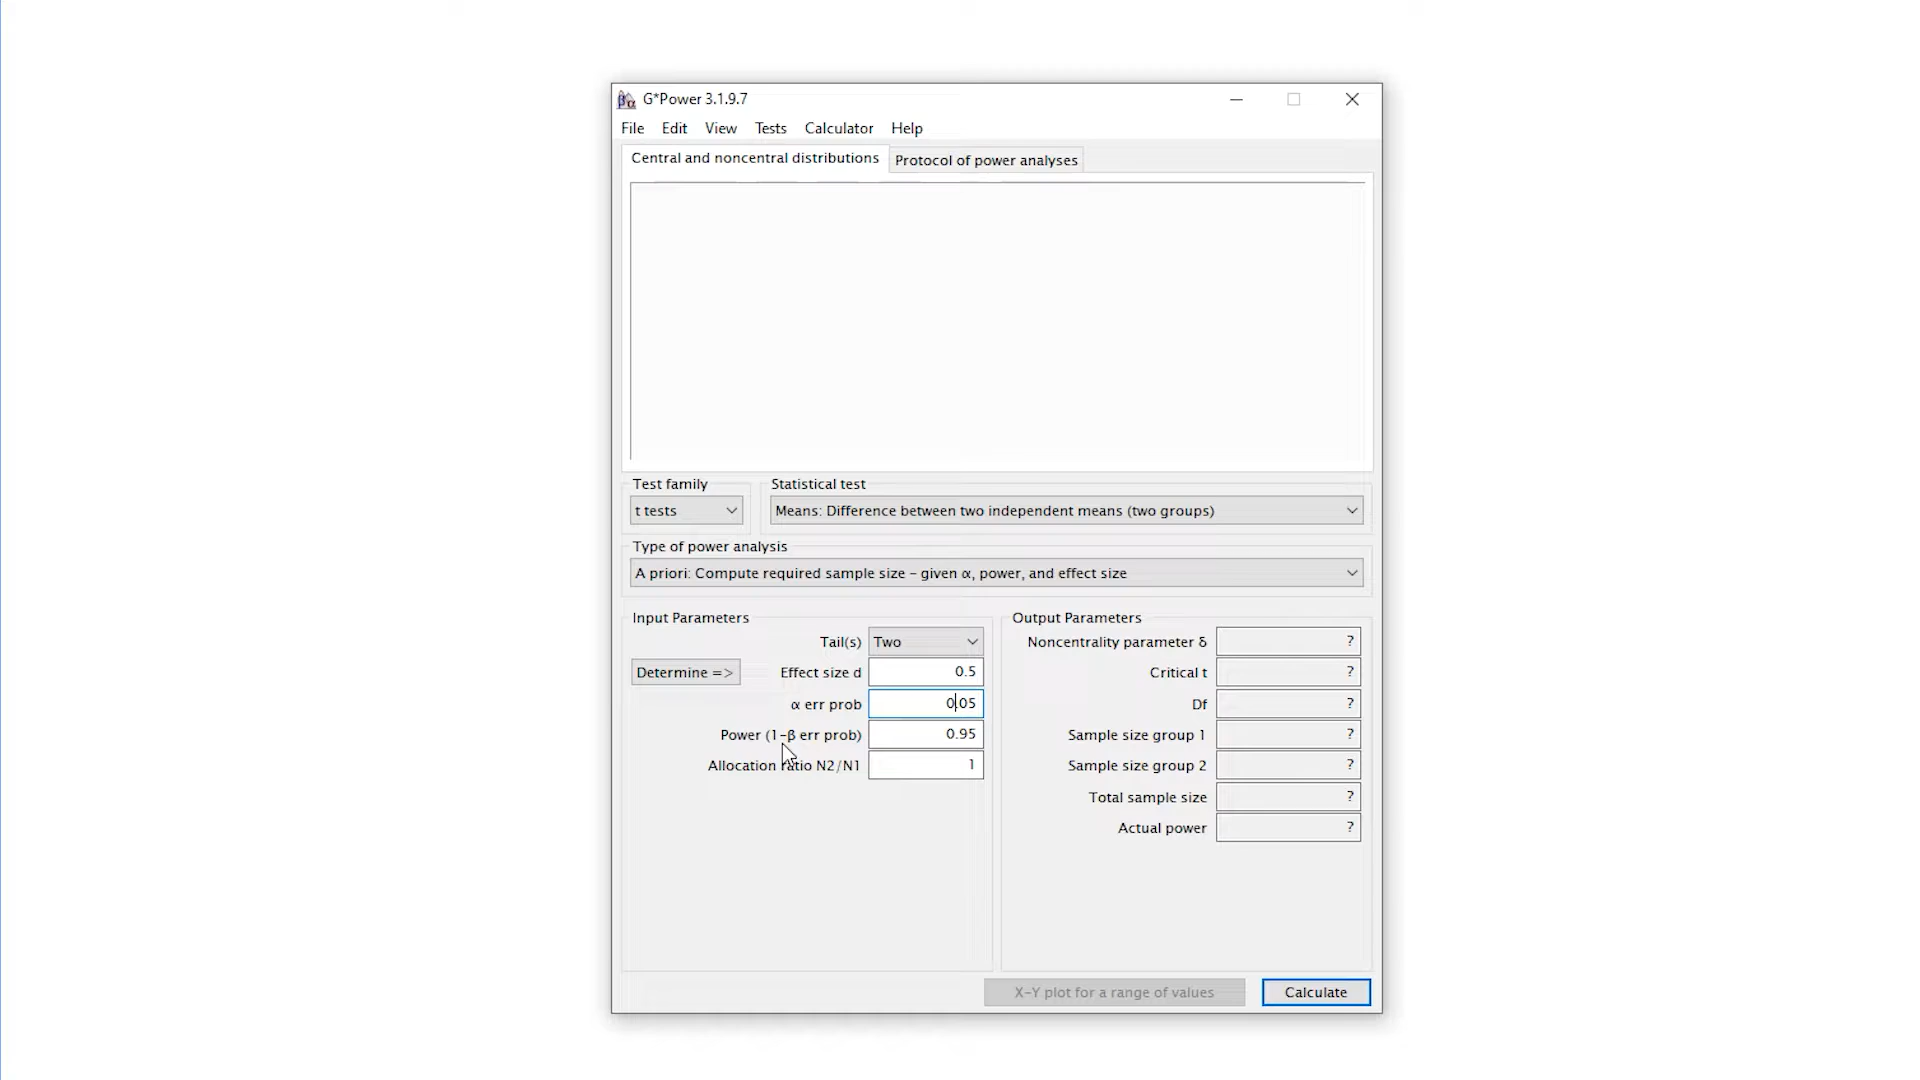 G*Power 3.1.9.7
File Edit View Tests Calculator Help
Central and noncentral distributions Protocol of power analyses
Test family Statistical test
t tests Means: Difference between two independent means (two groups)
Type of power analysis
A priori: Compute required sample size - given α, power, and effect size
Input Parameters Output Parameters
Tail(s) Two Noncentrality parameter δ ?
Determine => Effect size d 0.5 Critical t ?
α err prob 0.05 Df ?
Power (1-β err prob) 0.95 Sample size group 1 ?
Allocation ratio N2/N1 1 Sample size group 2 ?
Total sample size ?
Actual power ?
X-Y plot for a range of values Calculate